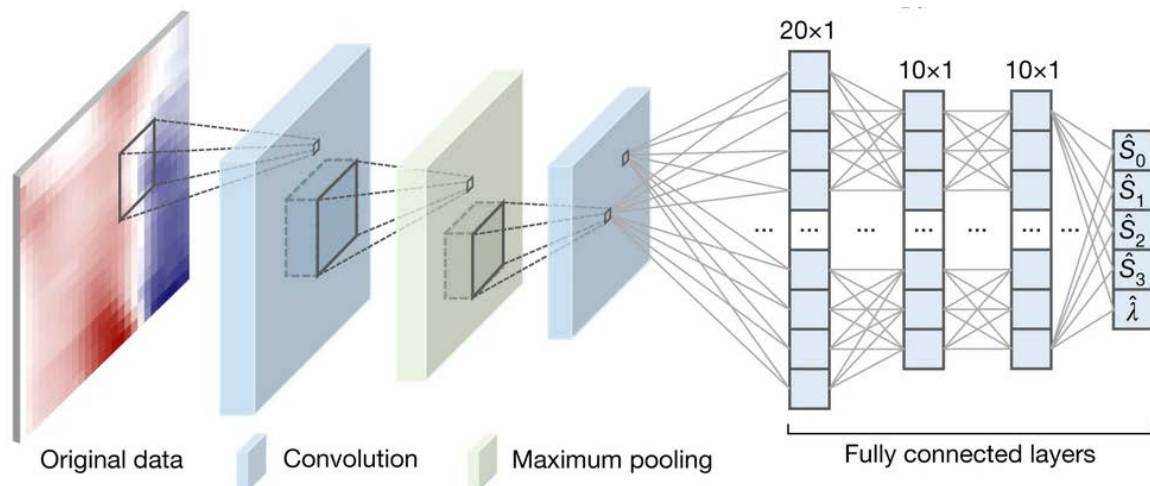 20×1
10×1
10×1
...
...
...
...
...
...
...
Ŝ₀
Ŝ₁
Ŝ₂
Ŝ₃
λ̂
Original data
Convolution
Maximum pooling
Fully connected layers